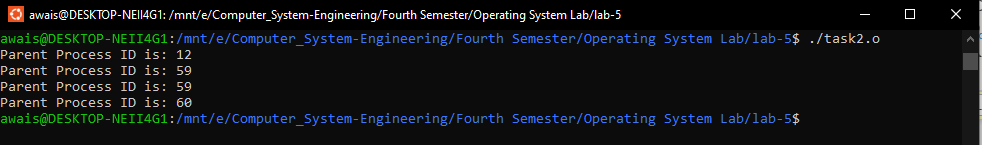 awais@DESKTOP-NEII4G1: /mnt/e/Computer_System-Engineering/Fourth Semester/Operating System Lab/lab-5
awais@DESKTOP-NEII4G1:/mnt/e/Computer_System-Engineering/Fourth Semester/Operating System Lab/lab-5$ ./task2.o
Parent Process ID is: 12
Parent Process ID is: 59
Parent Process ID is: 59
Parent Process ID is: 60
awais@DESKTOP-NEII4G1:/mnt/e/Computer_System-Engineering/Fourth Semester/Operating System Lab/lab-5$